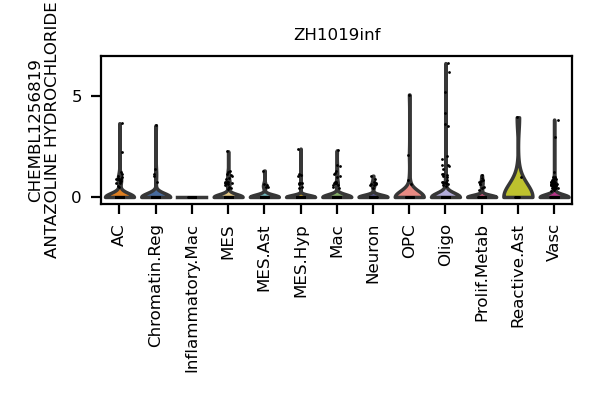 ZH1019inf
CHEMBL1256819
ANTAZOLINE HYDROCHLORIDE
5
0
AC
Chromatin.Reg
Inflammatory.Mac
MES
MES.Ast
MES.Hyp
Mac
Neuron
OPC
Oligo
Prolif.Metab
Reactive.Ast
Vasc